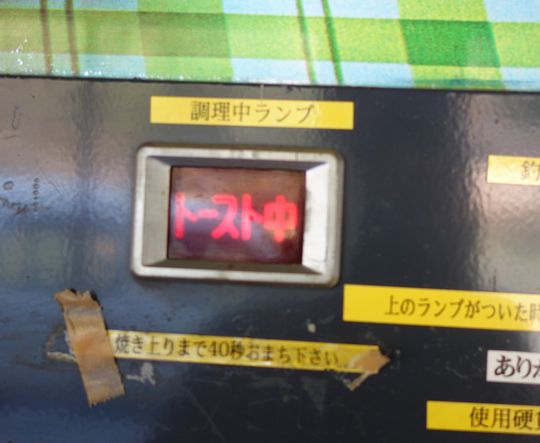 調理中ランプ
釣
トースト中
上のランプがついた時
焼き上りまで40秒おまち下さい
ありが
使用硬貨